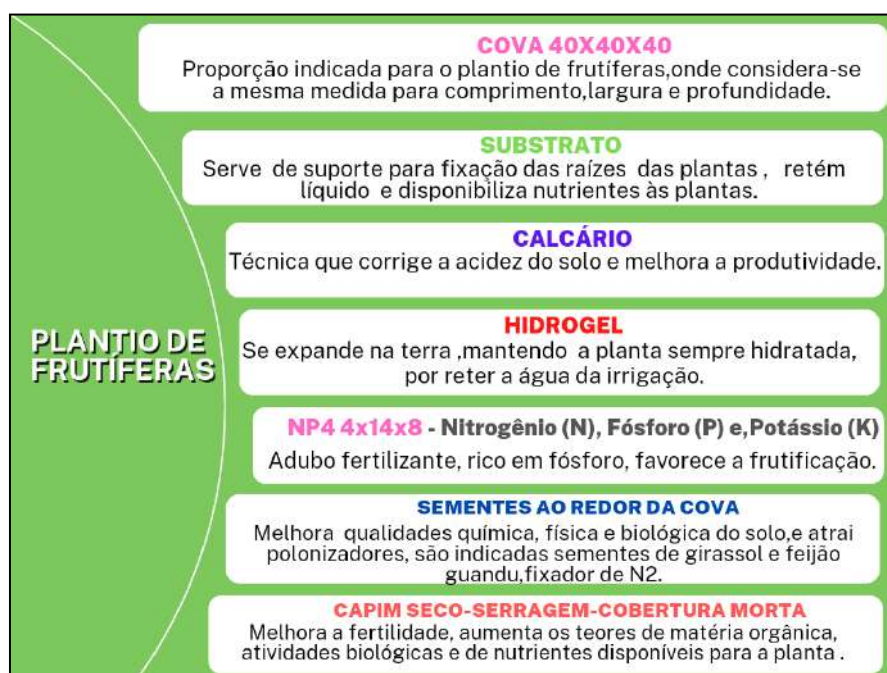 COVA 40X40X40
Proporção indicada para o plantio de frutíferas,onde considera-se
a mesma medida para comprimento,largura e profundidade.
SUBSTRATO
Serve de suporte para fixação das raízes das plantas , retém
líquido e disponibiliza nutrientes às plantas.
CALCÁRIO
Técnica que corrige a acidez do solo e melhora a produtividade.
PLANTIO DE
FRUTÍFERAS
HIDROGEL
Se expande na terra ,mantendo a planta sempre hidratada,
por reter a água da irrigação.
NP4 4x14x8 - Nitrogênio (N), Fósforo (P) e,Potássio (K)
Adubo fertilizante, rico em fósforo, favorece a frutificação.
SEMENTES AO REDOR DA COVA
Melhora qualidades química, física e biológica do solo,e atrai
polonizadores, são indicadas sementes de girassol e feijão
guandu,fixador de N2.
CAPIM SECO-SERRAGEM-COBERTURA MORTA
Melhora a fertilidade, aumenta os teores de matéria orgânica,
atividades biológicas e de nutrientes disponíveis para a planta .